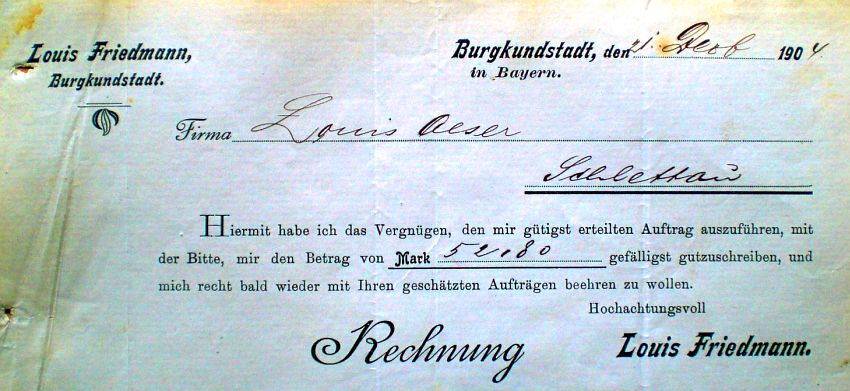 Louis Friedmann,
Burgkundstadt.
Burgkundstadt, den 21. Decb 1904
in Bayern.
Firma Louis Oeser
Schlettau
Hiermit habe ich das Vergnügen, den mir gütigst erteilten Auftrag auszuführen, mit
der Bitte, mir den Betrag von Mark 52.80 gefälligst gutzuschreiben, und
mich recht bald wieder mit Ihren geschätzten Aufträgen beehren zu wollen.
Hochachtungsvoll
Rechnung Louis Friedmann.